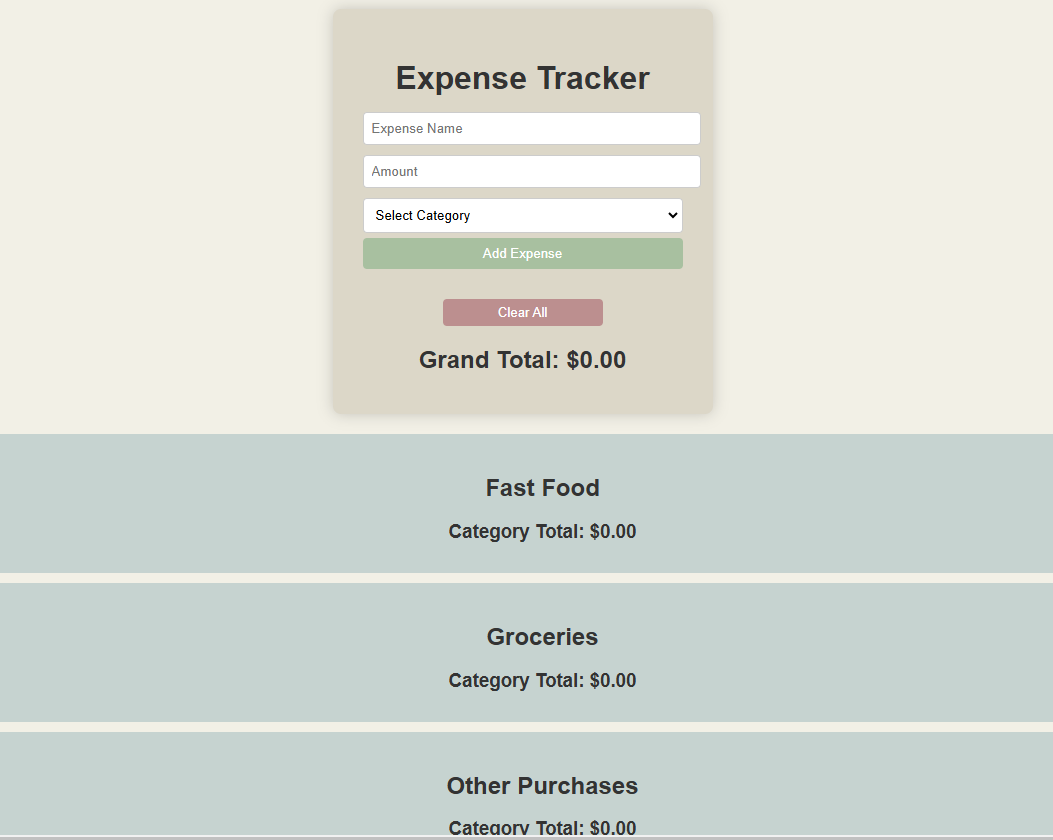 Expense Tracker
Expense Name
Amount
Select Category
Add Expense
Clear All
Grand Total: $0.00
Fast Food
Category Total: $0.00
Groceries
Category Total: $0.00
Other Purchases
Category Total: $0.00